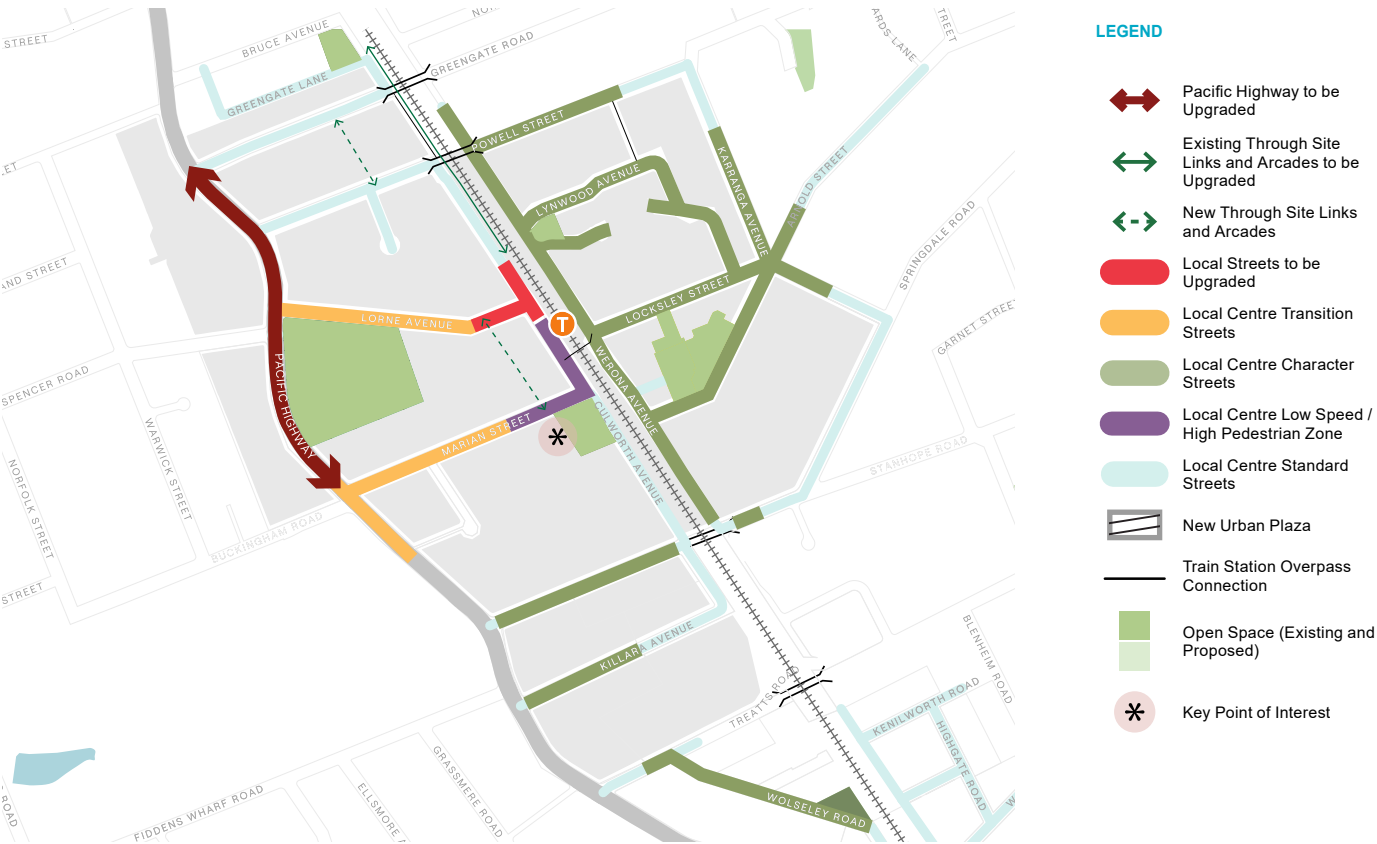 STREET
BRUCE AVENUE
GREENGATE ROAD
GREENGATE LANE
ARDS LANE
TREET
POWELL STREET
KARRANGA AVENUE
LYNWOOD AVENUE
ARNOLD STREET
SPRINGDALE ROAD
GARNET STREET
LOCKSLEY STREET
AND STREET
SPENCER ROAD
WARWICK STREET
NORFOLK STREET
STREET
PACIFIC HIGHWAY
LORNE AVENUE
T
WERONA AVENUE
MARIAN STREET
CULWORTH AVENUE
STANHOPE ROAD
BUCKINGHAM ROAD
KILLARA AVENUE
TREATTS ROAD
BLENHEIM ROAD
KENILWORTH ROAD
HIGHGATE ROAD
WOLSELEY ROAD
GRASSMERE ROAD
ELLSMORE A
FIDDENS WHARF ROAD
ROAD
LEGEND
Pacific Highway to be
Upgraded
Existing Through Site
Links and Arcades to be
Upgraded
New Through Site Links
and Arcades
Local Streets to be
Upgraded
Local Centre Transition
Streets
Local Centre Character
Streets
Local Centre Low Speed /
High Pedestrian Zone
Local Centre Standard
Streets
New Urban Plaza
Train Station Overpass
Connection
Open Space (Existing and
Proposed)
Key Point of Interest